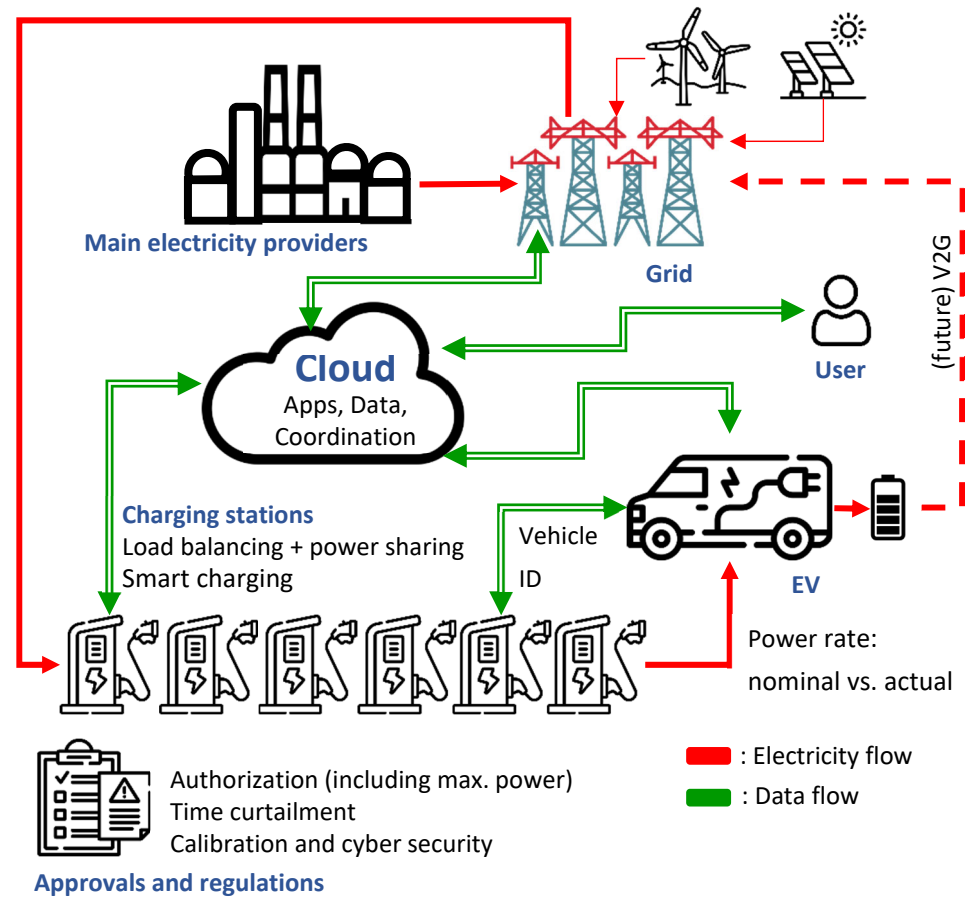 Main electricity providers
Grid
(future) V2G
User
Cloud
Apps, Data,
Coordination
Charging stations
Load balancing + power sharing
Smart charging
Vehicle
ID
EV
Power rate:
nominal vs. actual
: Electricity flow
: Data flow
Authorization (including max. power)
Time curtailment
Calibration and cyber security
Approvals and regulations